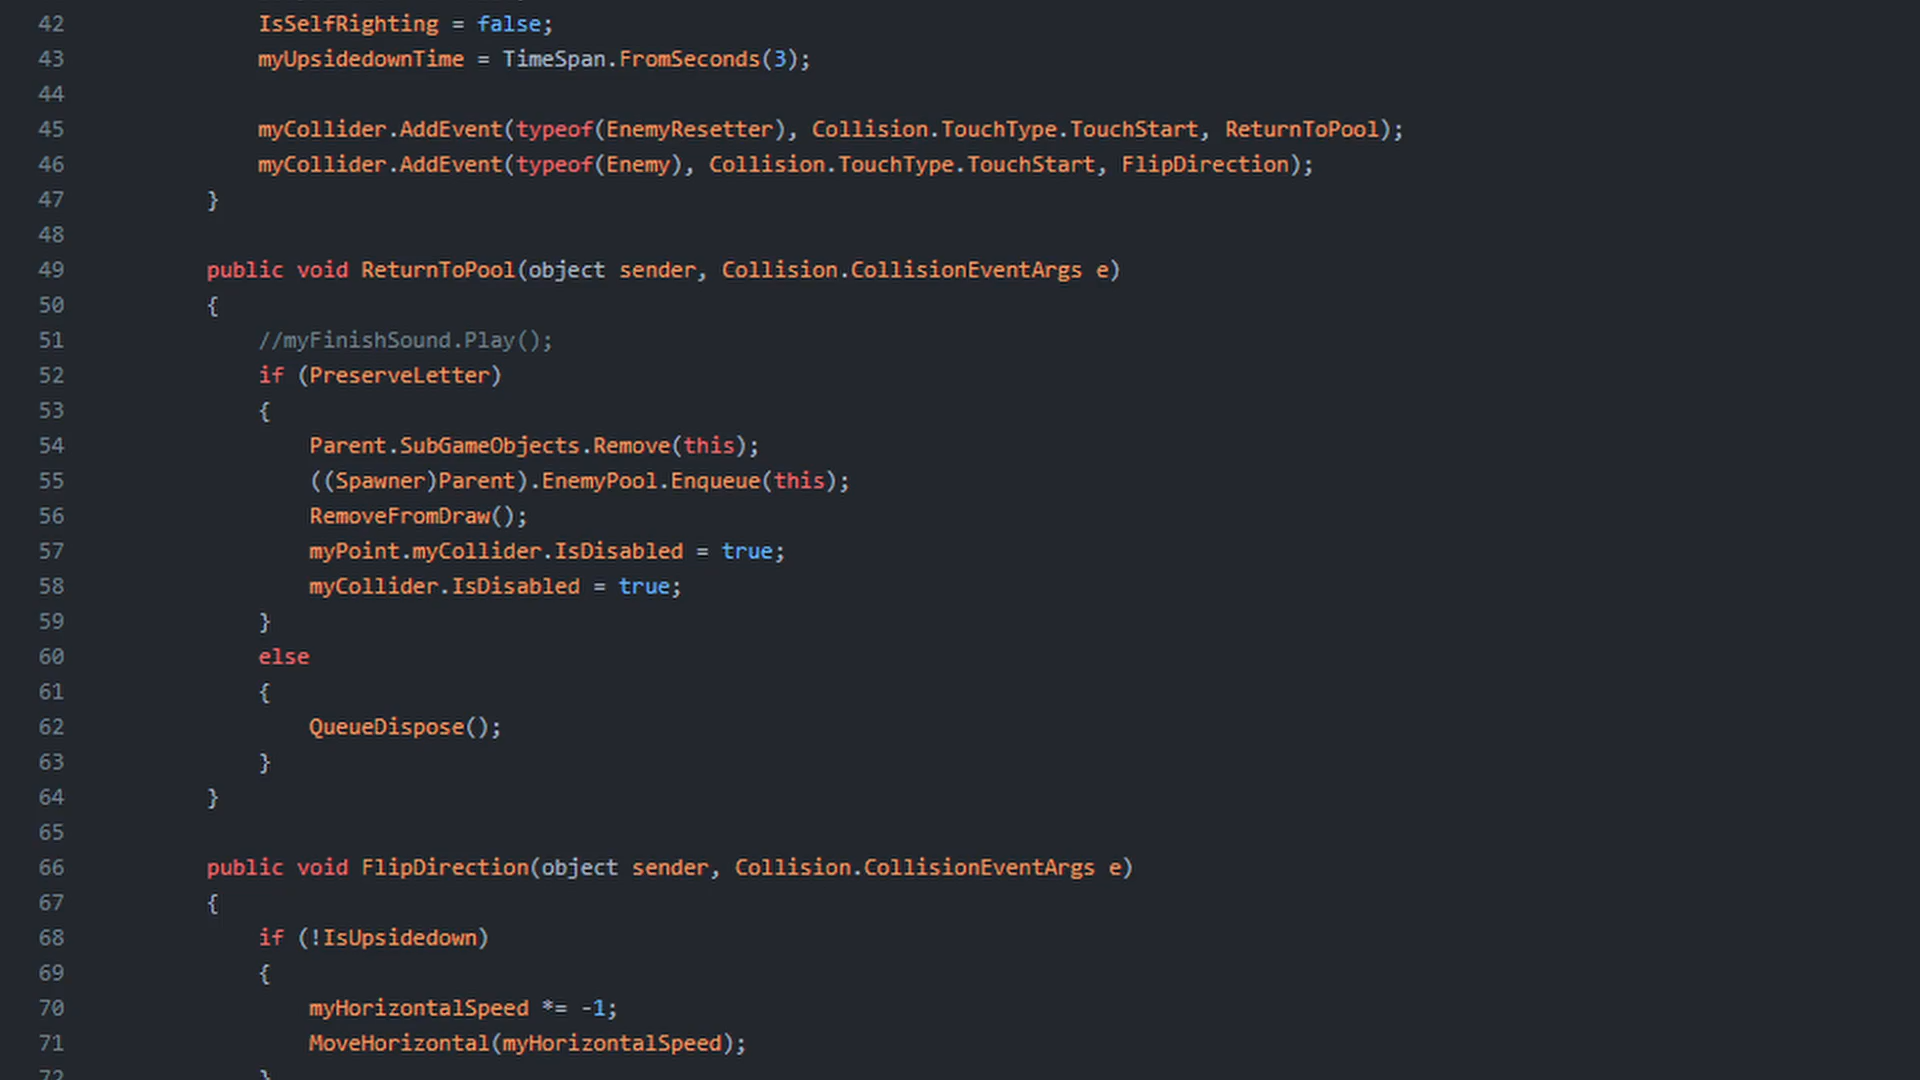 42 IsSelfRighting = false;
43 myUpsidedownTime = TimeSpan.FromSeconds(3);
44
45 myCollider.AddEvent(typeof(EnemyResetter), Collision.TouchType.TouchStart, ReturnToPool);
46 myCollider.AddEvent(typeof(Enemy), Collision.TouchType.TouchStart, FlipDirection);
47 }
48
49 public void ReturnToPool(object sender, Collision.CollisionEventArgs e)
50 {
51 //myFinishSound.Play();
52 if (PreserveLetter)
53 {
54 Parent.SubGameObjects.Remove(this);
55 ((Spawner)Parent).EnemyPool.Enqueue(this);
56 RemoveFromDraw();
57 myPoint.myCollider.IsDisabled = true;
58 myCollider.IsDisabled = true;
59 }
60 else
61 {
62 QueueDispose();
63 }
64 }
65
66 public void FlipDirection(object sender, Collision.CollisionEventArgs e)
67 {
68 if (!IsUpsidedown)
69 {
70 myHorizontalSpeed *= -1;
71 MoveHorizontal(myHorizontalSpeed);
72 }